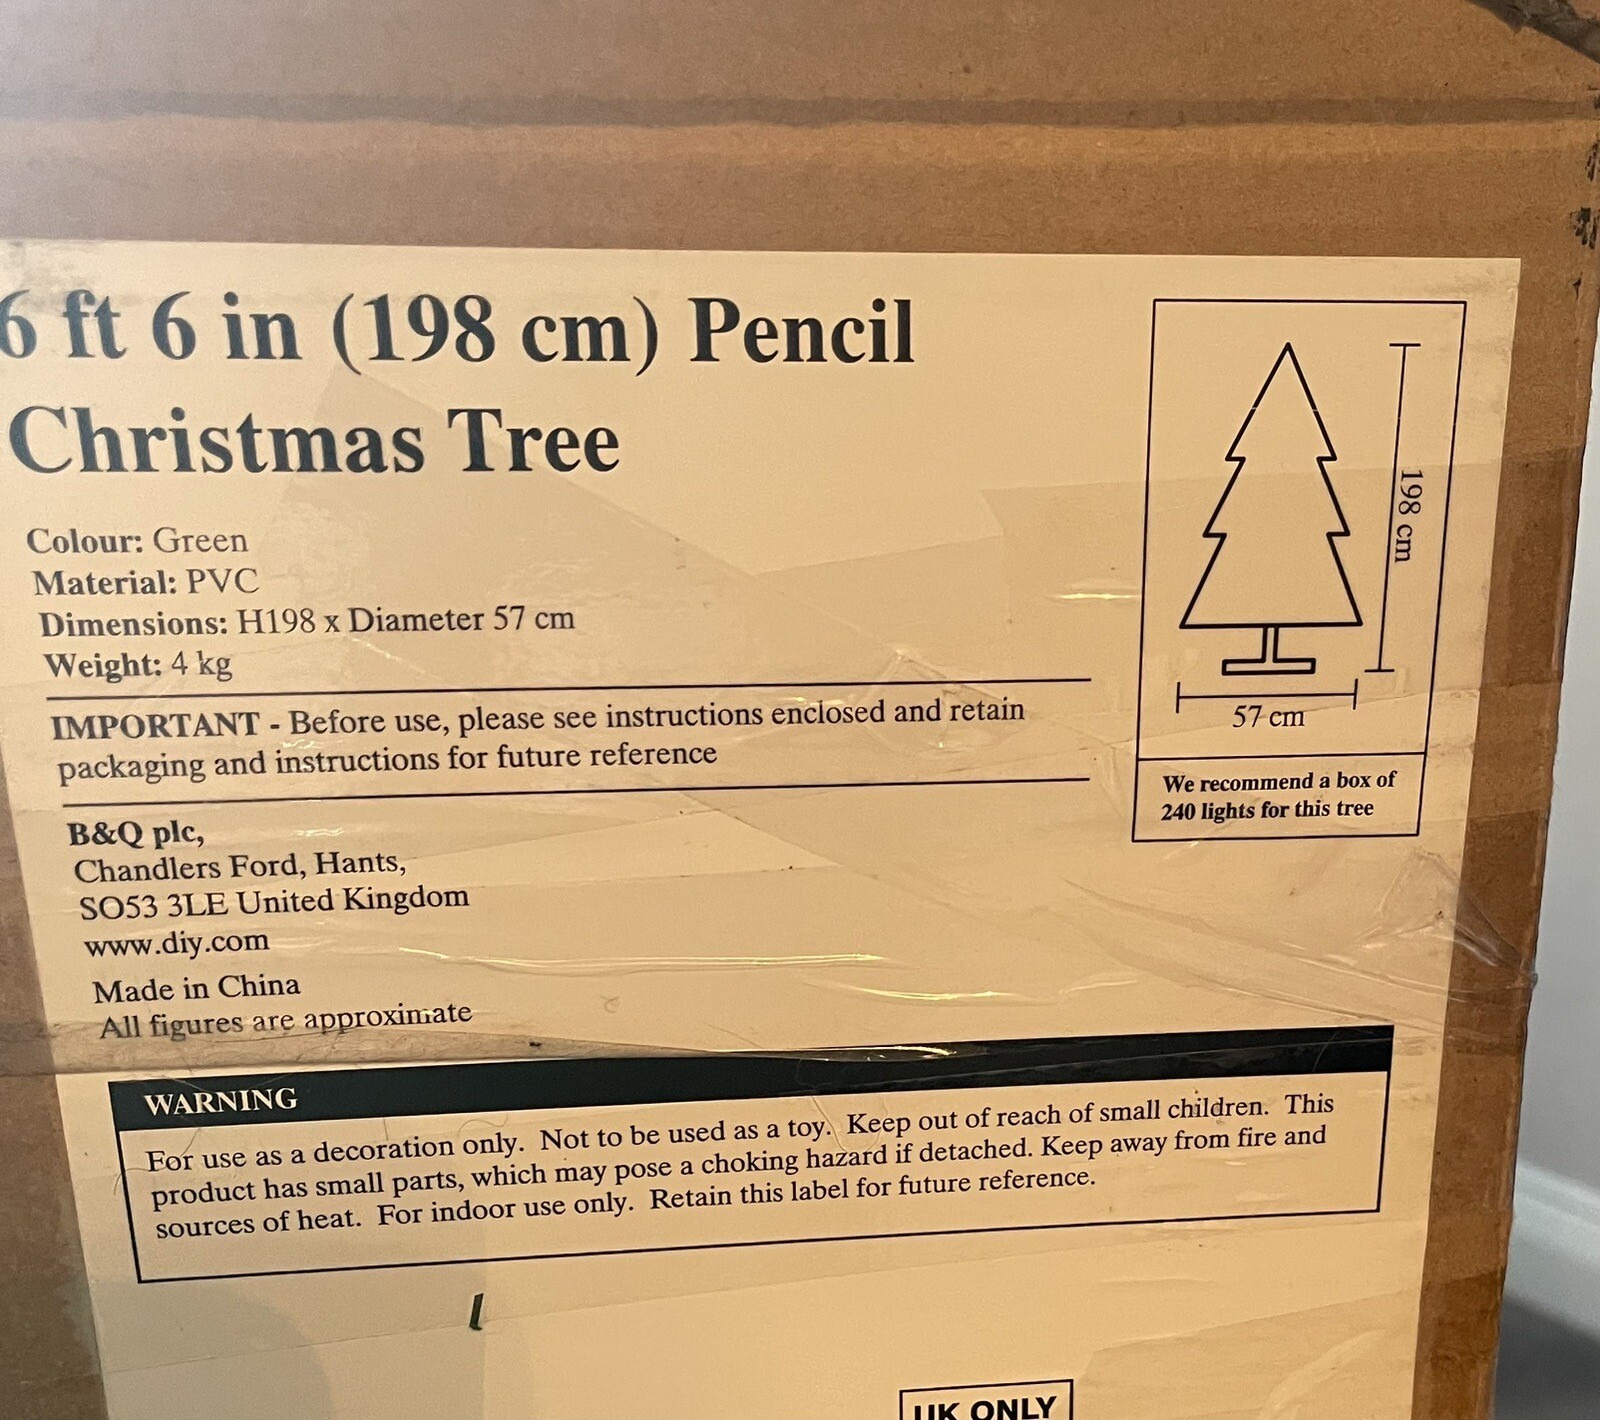 6 ft 6 in (198 cm) Pencil
Christmas Tree
Colour: Green
Material: PVC
Dimensions: H198 x Diameter 57 cm
Weight: 4 kg
IMPORTANT - Before use, please see instructions enclosed and retain
packaging and instructions for future reference
B&Q plc,
Chandlers Ford, Hants,
SO53 3LE United Kingdom
www.diy.com
Made in China
All figures are approximate
198 cm
57 cm
We recommend a box of
240 lights for this tree
WARNING
For use as a decoration only. Not to be used as a toy. Keep out of reach of small children. This
product has small parts, which may pose a choking hazard if detached. Keep away from fire and
sources of heat. For indoor use only. Retain this label for future reference.
UK ONLY